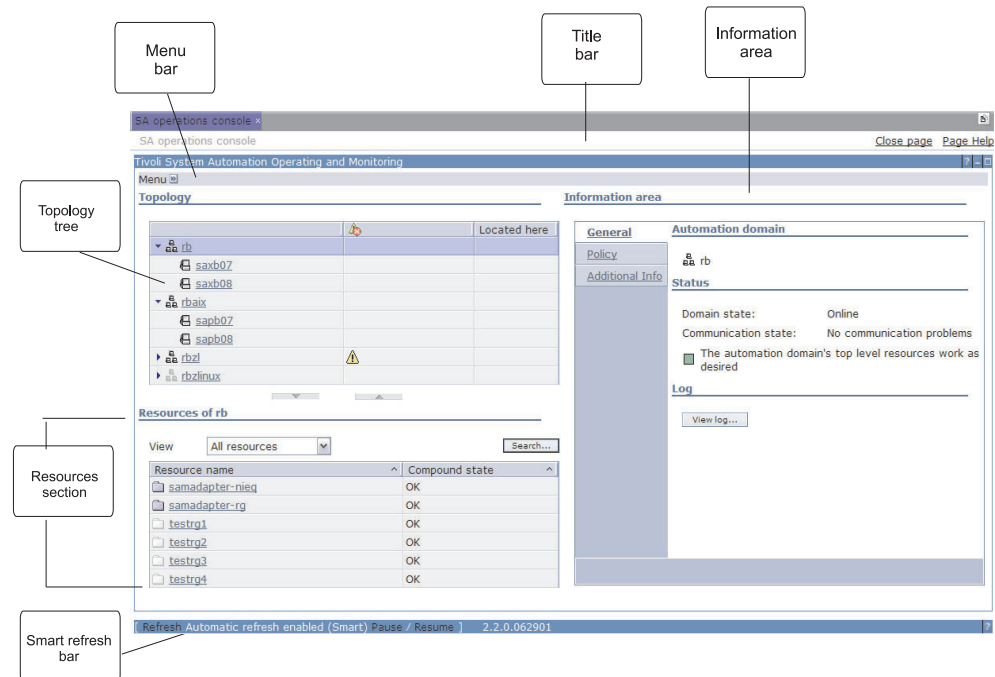 Menu bar
Title bar
Information area
SA operations console ×
SA operations console
Close page Page Help
Tivoli System Automation Operating and Monitoring
?
Menu
Topology tree
Topology
Located here
rb
saxb07
saxb08
rbaix
sapb07
sapb08
rbzl
rbzlinux
Information area
General
Policy
Additional Info
Automation domain
rb
Status
Domain state: Online
Communication state: No communication problems
The automation domain's top level resources work as
desired
Log
View log...
Resources section
Resources of rb
View All resources Search...
Resource name ^ Compound state ^
samadapter-nieq OK
samadapter-rg OK
testrg1 OK
testrg2 OK
testrg3 OK
testrg4 OK
Smart refresh bar
[ Refresh Automatic refresh enabled (Smart) Pause / Resume ] 2.2.0.062901
?